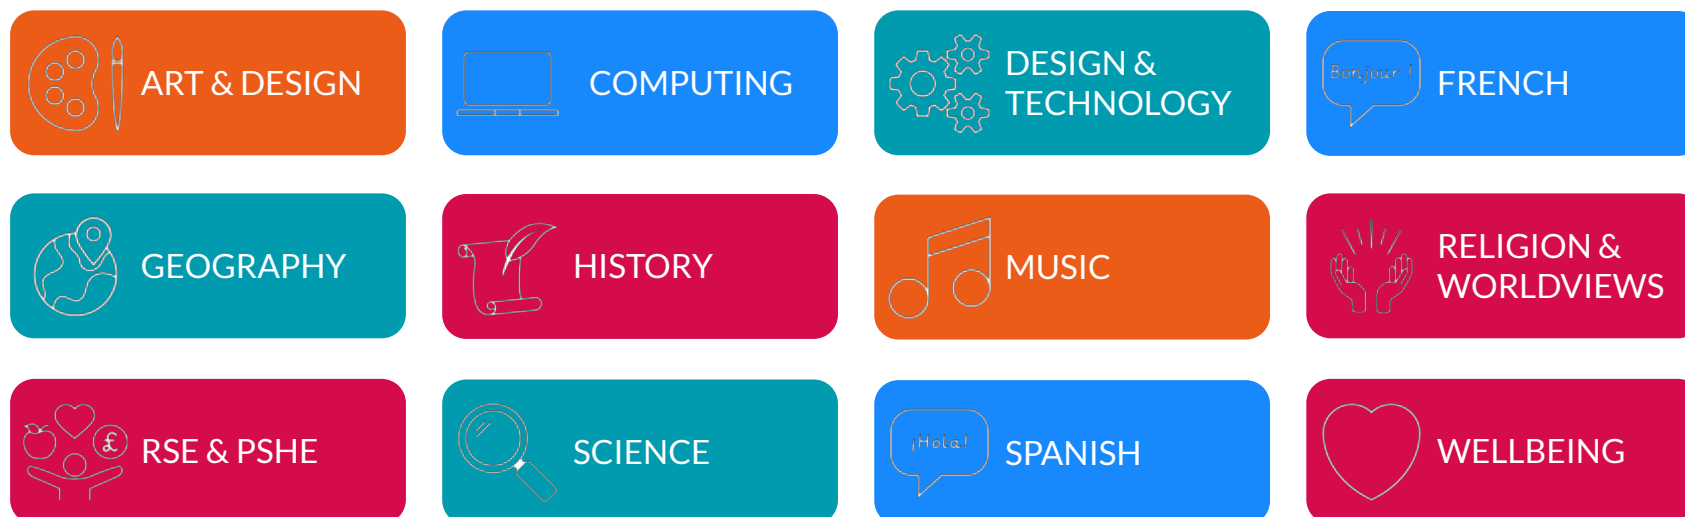 ART & DESIGN
COMPUTING
DESIGN &
TECHNOLOGY
Bonjour !
FRENCH
GEOGRAPHY
HISTORY
MUSIC
RELIGION &
WORLDVIEWS
£
RSE & PSHE
SCIENCE
¡Hola!
SPANISH
WELLBEING